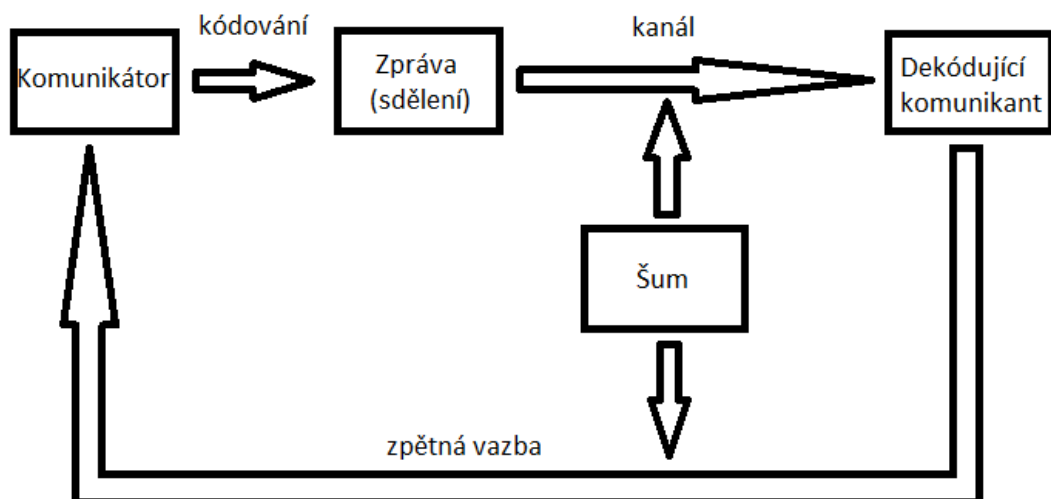 kódování
kanál
Komunikátor
Zpráva
(sdělení)
Dekódující
komunikant
Šum
zpětná vazba